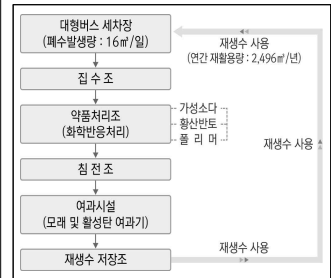 대형버스 세차장
(폐수발생량 : 16㎥/일)
재생수 사용
(연간 재활용량 : 2,496㎥/년)
집 수 조
약품처리조
(화학반응처리)
가성소다
황산반토
폴 리 머
재생수 사용
침 전 조
여과시설
(모래 및 활성탄 여과기)
재생수 사용
재생수 저장조